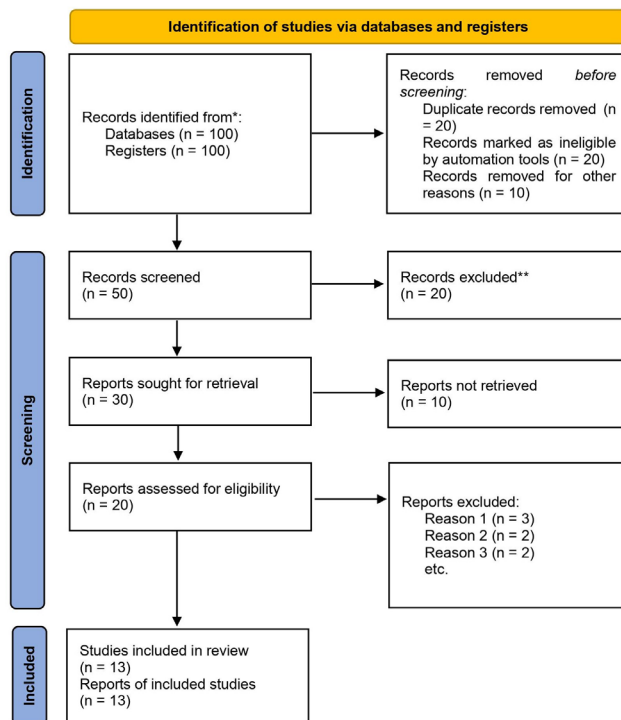 Identification of studies via databases and registers
Identification
Records identified from*:
Databases (n = 100)
Registers (n = 100)
Records removed before
screening:
Duplicate records removed (n
= 20)
Records marked as ineligible
by automation tools (n = 20)
Records removed for other
reasons (n = 10)
Screening
Records screened
(n = 50)
Records excluded**
(n = 20)
Reports sought for retrieval
(n = 30)
Reports not retrieved
(n = 10)
Reports assessed for eligibility
(n = 20)
Reports excluded:
Reason 1 (n = 3)
Reason 2 (n = 2)
Reason 3 (n = 2)
etc.
Included
Studies included in review
(n = 13)
Reports of included studies
(n = 13)